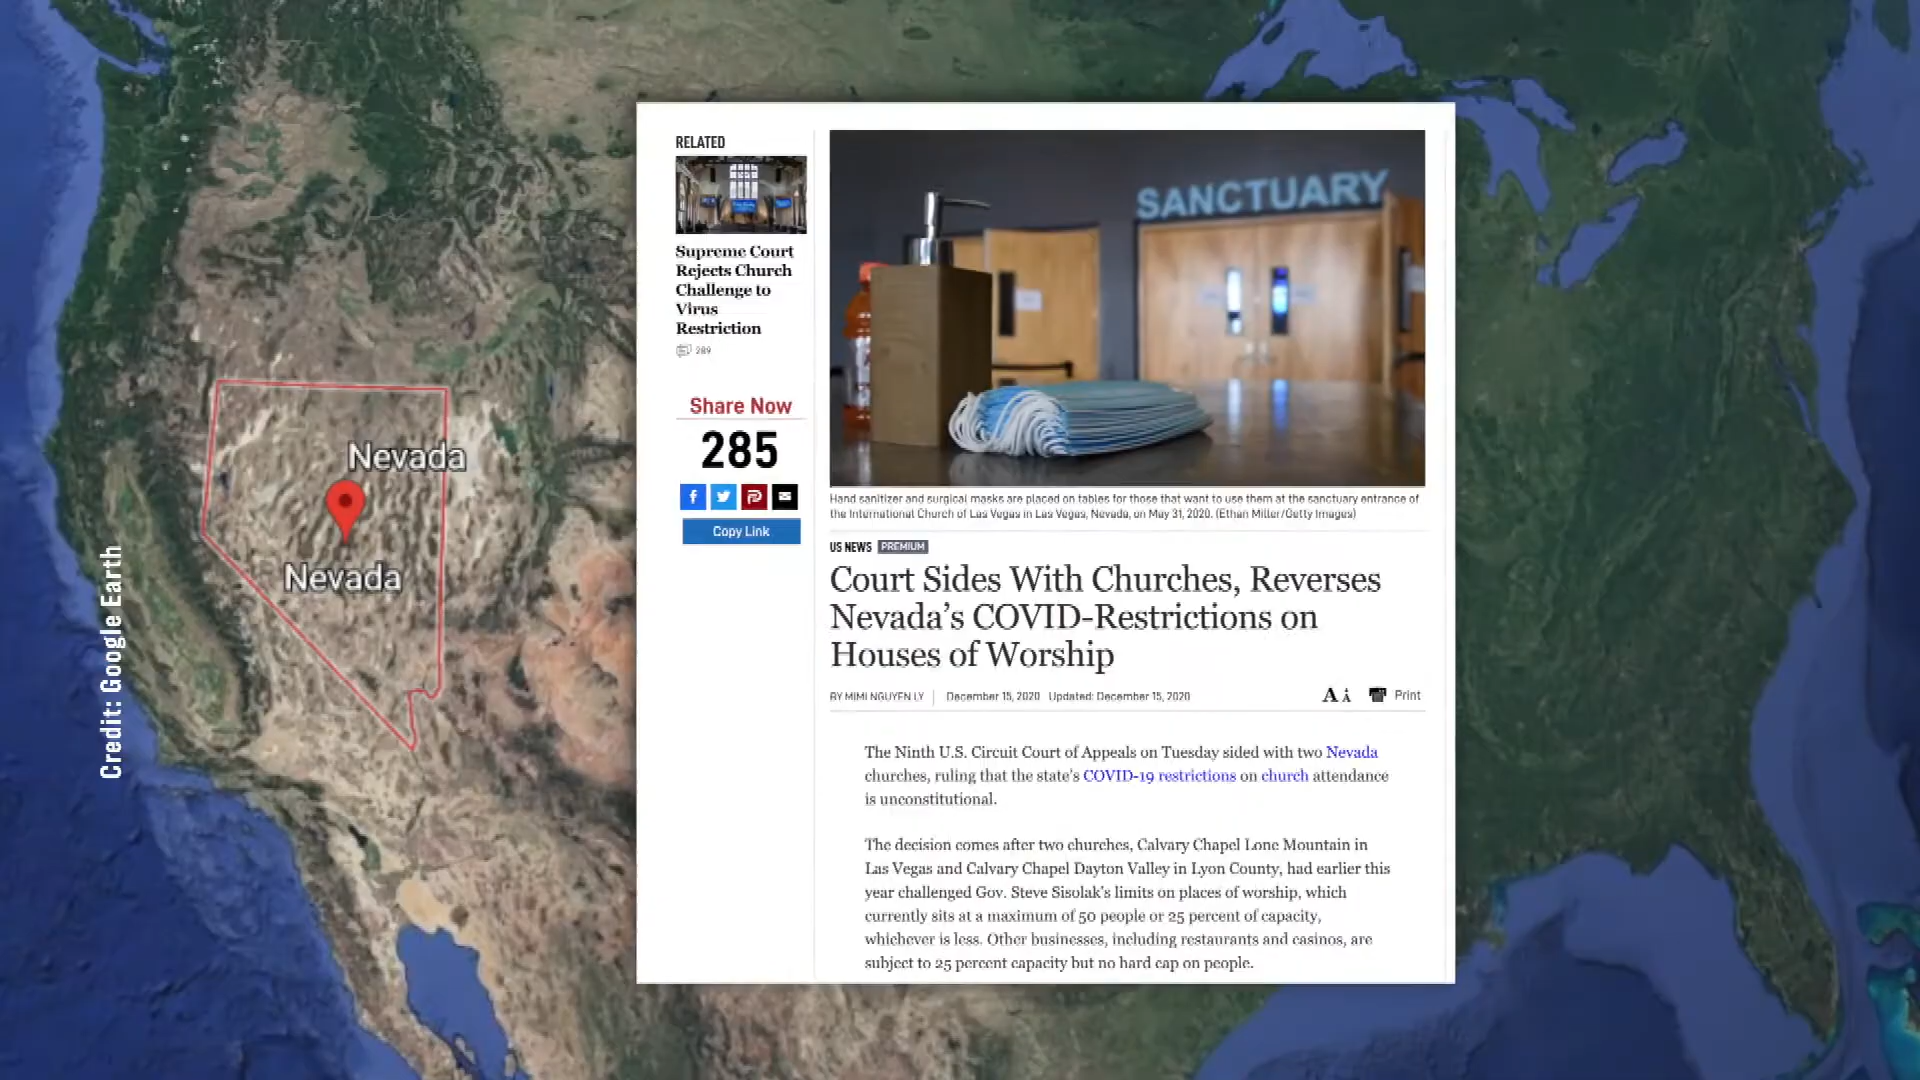 Nevada
Nevada
Credit: Google Earth
RELATED
Supreme Court
Rejects Church
Challenge to
Virus
Restriction
289
Share Now
285
Copy Link
SANCTUARY
Hand sanitizer and surgical masks are placed on tables for those that want to use them at the sanctuary entrance of
the International Church of Las Vegas in Las Vegas, Nevada, on May 31, 2020. (Ethan Miller/Getty Images)
US NEWS PREMIUM
Court Sides With Churches, Reverses
Nevada's COVID-Restrictions on
Houses of Worship
BY MIMI NGUYEN LY December 15, 2020 Updated: December 15, 2020
A A Print
The Ninth U.S. Circuit Court of Appeals on Tuesday sided with two Nevada
churches, ruling that the state's COVID-19 restrictions on church attendance
is unconstitutional.
The decision comes after two churches, Calvary Chapel Lone Mountain in
Las Vegas and Calvary Chapel Dayton Valley in Lyon County, had earlier this
year challenged Gov. Steve Sisolak's limits on places of worship, which
currently sits at a maximum of 50 people or 25 percent of capacity,
whichever is less. Other businesses, including restaurants and casinos, are
subject to 25 percent capacity but no hard cap on people.